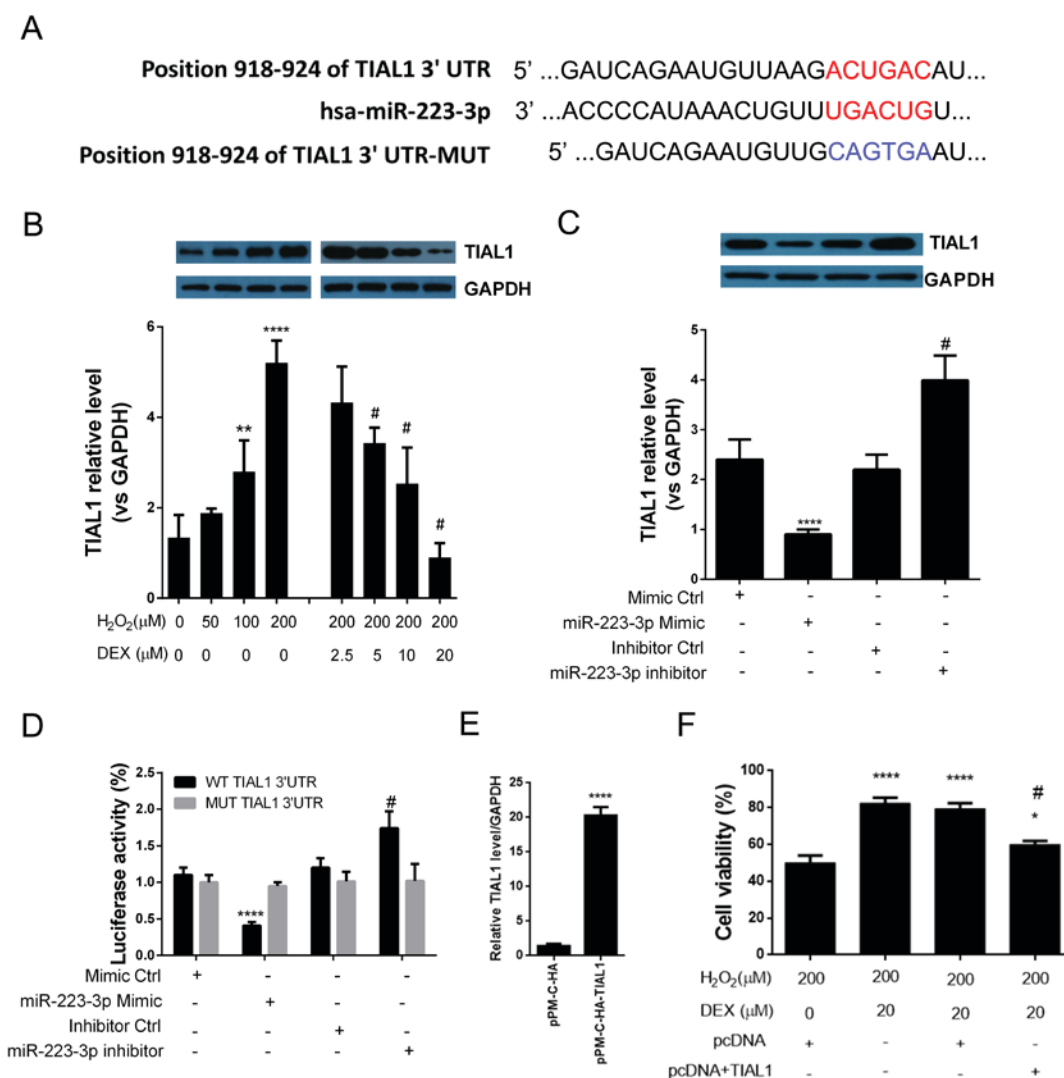 A
Position 918-924 of TIAL1 3' UTR 5' ...GAUCAGAAUGUUAAGACUGACAU...
hsa-miR-223-3p 3' ...ACCCCAUAAACUGUUUGACUGU...
Position 918-924 of TIAL1 3' UTR-MUT 5' ...GAUCAGAAUGUUGCAGTGAAU...
B
TIAL1
GAPDH
TIAL1 relative level
(vs GAPDH)
6
4
2
0
** **** # # #
H2O2(μM) 0 50 100 200 200 200 200 200
DEX (μM) 0 0 0 0 2.5 5 10 20
C
TIAL1
GAPDH
TIAL1 relative level
(vs GAPDH)
5
4
3
2
1
0
**** #
Mimic Ctrl + - - -
miR-223-3p Mimic - + - -
Inhibitor Ctrl - - + -
miR-223-3p inhibitor - - - +
D
Luciferase activity (%)
2.5
2.0
1.5
1.0
0.5
0.0
WT TIAL1 3'UTR
MUT TIAL1 3'UTR
**** #
Mimic Ctrl + - - -
miR-223-3p Mimic - + - -
Inhibitor Ctrl - - + -
miR-223-3p inhibitor - - - +
E
Relative TIAL1 level/GAPDH
25
20
15
10
5
0
****
pPM-C-HA
pPM-C-HA-TIAL1
F
Cell viability (%)
100
80
60
40
20
0
**** **** #
*
H2O2(μM) 200 200 200 200
DEX (μM) 0 20 20 20
pcDNA + - + -
pcDNA+TIAL1 - - - +